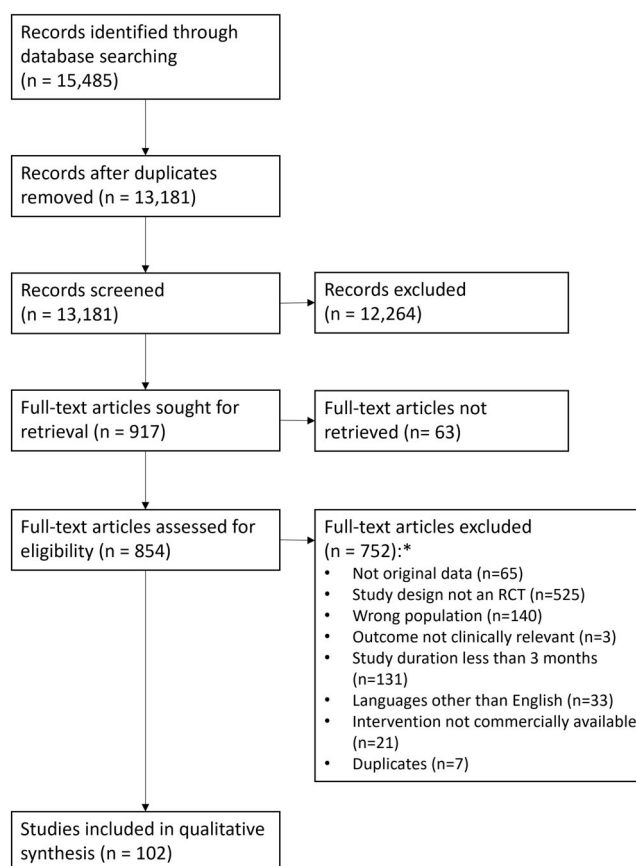 Records identified through
database searching
(n = 15,485)
Records after duplicates
removed (n = 13,181)
Records screened
(n = 13,181)
Records excluded
(n = 12,264)
Full-text articles sought for
retrieval (n = 917)
Full-text articles not
retrieved (n= 63)
Full-text articles assessed for
eligibility (n = 854)
Full-text articles excluded
(n = 752):*
• Not original data (n=65)
• Study design not an RCT (n=525)
• Wrong population (n=140)
• Outcome not clinically relevant (n=3)
• Study duration less than 3 months
(n=131)
• Languages other than English (n=33)
• Intervention not commercially available
(n=21)
• Duplicates (n=7)
Studies included in qualitative
synthesis (n = 102)